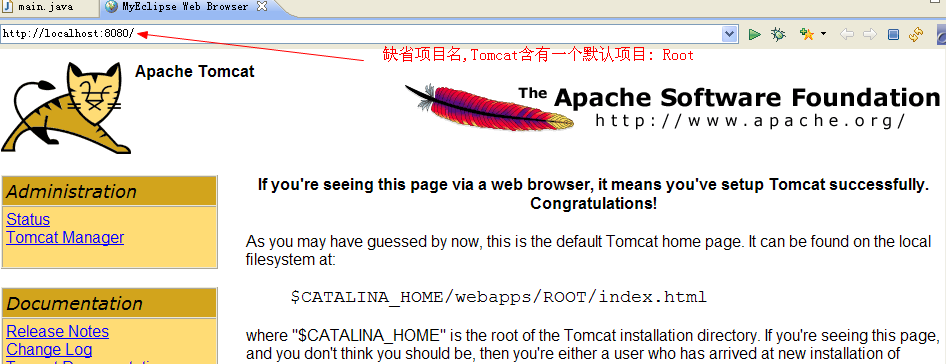 main.java
MyEclipse Web Browser
http://localhost:8080/
缺省项目名,Tomcat含有一个默认项目: Root
Apache Tomcat
The Apache Software Foundation
http://www.apache.org/
Administration
Status
Tomcat Manager
Documentation
Release Notes
Change Log
If you're seeing this page via a web browser, it means you've setup Tomcat successfully.
Congratulations!
As you may have guessed by now, this is the default Tomcat home page. It can be found on the local
filesystem at:
$CATALINA_HOME/webapps/ROOT/index.html
where "$CATALINA_HOME" is the root of the Tomcat installation directory. If you're seeing this page,
and you don't think you should be, then you're either a user who has arrived at new installation of